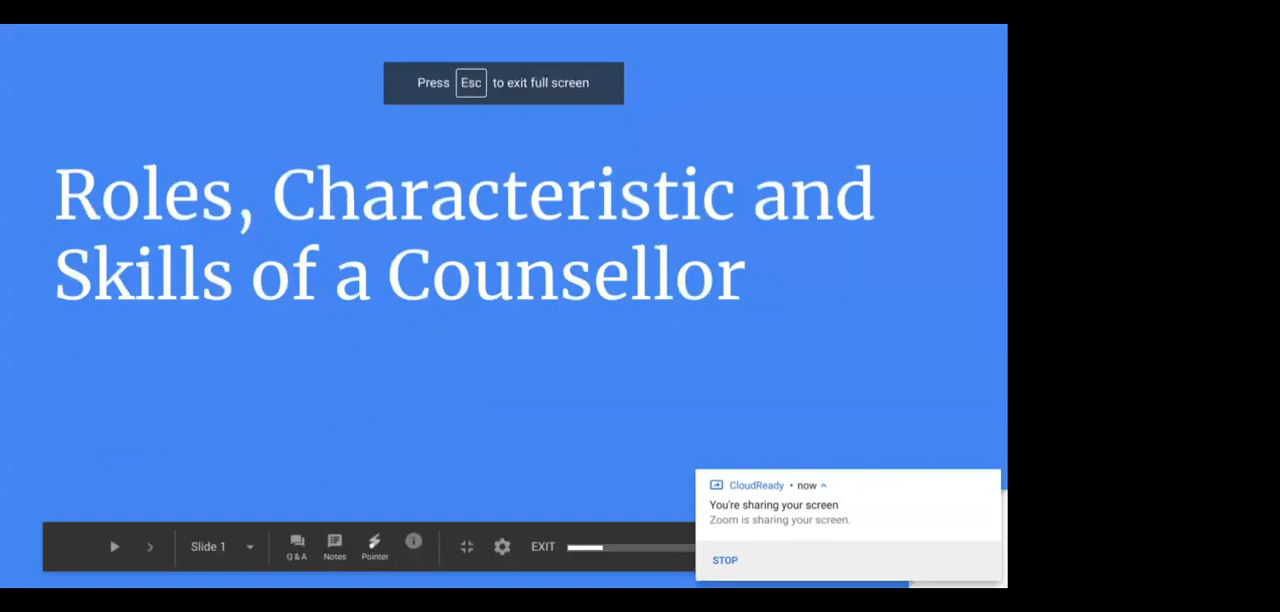 Press Esc to exit full screen
Roles, Characteristic and
Skills of a Counsellor
CloudReady • now
You're sharing your screen
Zoom is sharing your screen.
STOP
Slide 1
Q & A
Notes
Pointer
EXIT